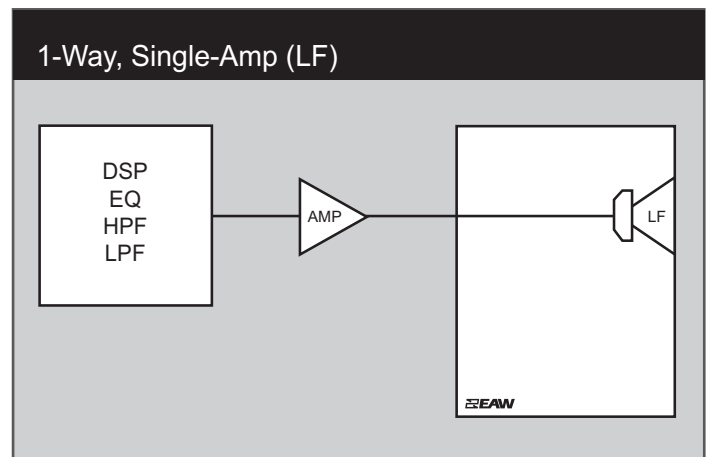 1-Way, Single-Amp (LF)
DSP
EQ
HPF
LPF
AMP
LF
EAW